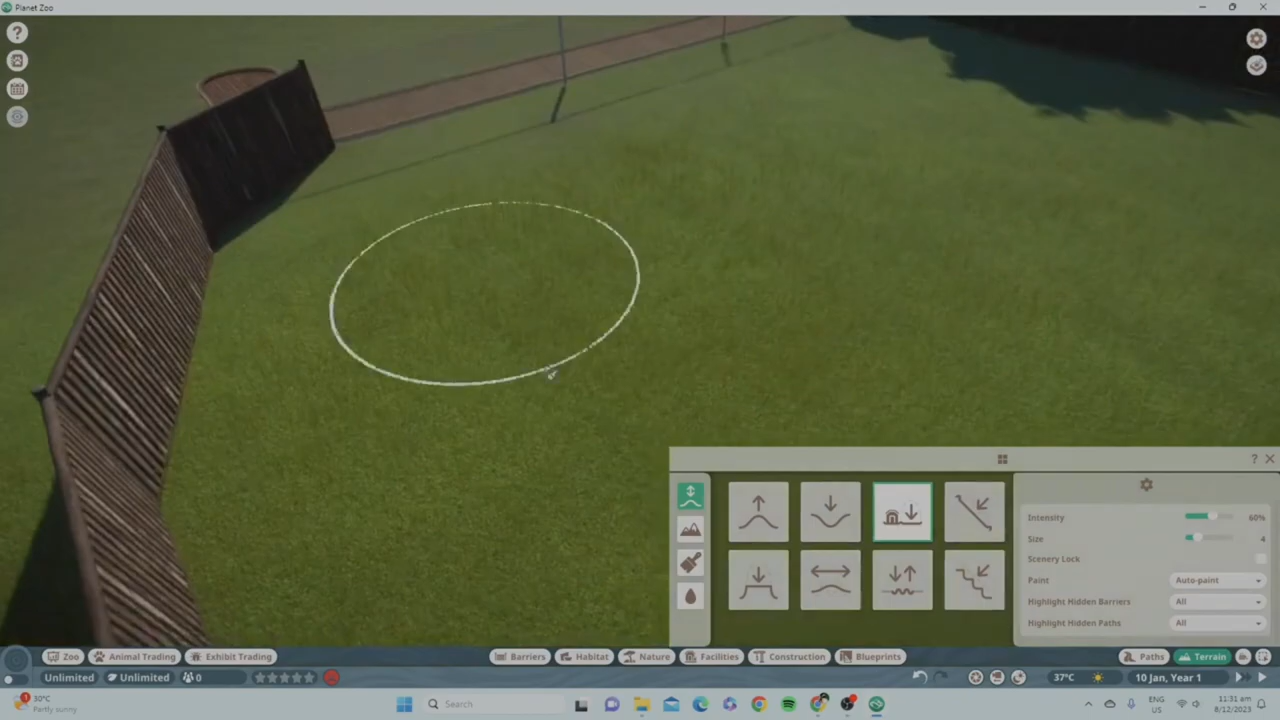 Planet Zoo
Intensity 60%
Size 4
Scenery Lock
Paint Auto-paint
Highlight Hidden Barriers All
Highlight Hidden Paths All
Zoo Animal Trading Exhibit Trading Barriers Habitat Nature Facilities Construction Blueprints Paths Terrain
Unlimited Unlimited 0 37°C 10 Jan, Year 1
1 30°C
Partly sunny
Search
ENG
US
11:31 am
8/12/2023